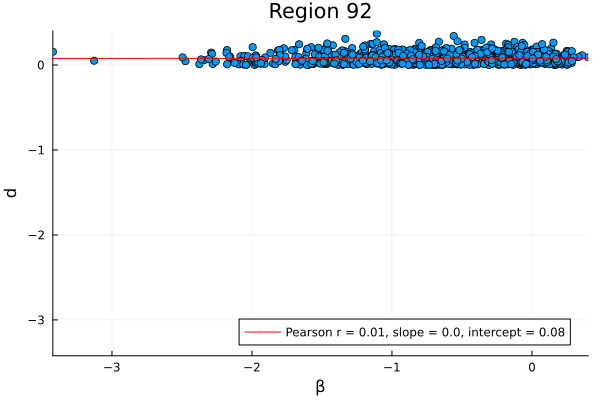 Region 92
d
0
−1
−2
−3
Pearson r = 0.01, slope = 0.0, intercept = 0.08
−3
−2
−1
0
β